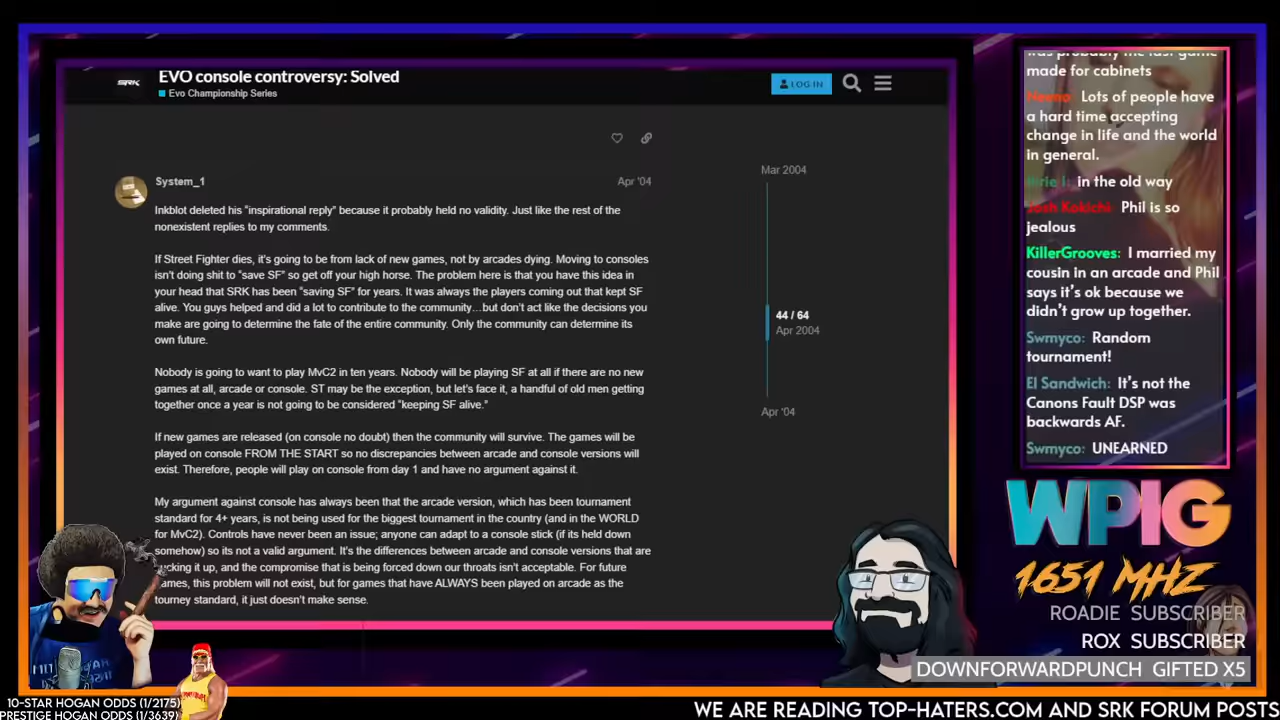 SRK
EVO console controversy: Solved
Evo Championship Series
LOG IN
System_1
Apr '04
Inkblot deleted his "inspirational reply" because it probably held no validity. Just like the rest of the
nonexistent replies to my comments.
If Street Fighter dies, it's going to be from lack of new games, not by arcades dying. Moving to consoles
isn't doing shit to "save SF" so get off your high horse. The problem here is that you have this idea in
your head that SRK has been "saving SF" for years. It was always the players coming out that kept SF
alive. You guys helped and did a lot to contribute to the community…but don't act like the decisions you
make are going to determine the fate of the entire community. Only the community can determine its
own future.
Nobody is going to want to play MvC2 in ten years. Nobody will be playing SF at all if there are no new
games at all, arcade or console. ST may be the exception, but let's face it, a handful of old men getting
together once a year is not going to be considered "keeping SF alive."
If new games are released (on console no doubt) then the community will survive. The games will be
played on console FROM THE START so no discrepancies between arcade and console versions will
exist. Therefore, people will play on console from day 1 and have no argument against it.
My argument against console has always been that the arcade version, which has been tournament
standard for 4+ years, is not being used for the biggest tournament in the country (and in the WORLD
for MvC2). Controls have never been an issue; anyone can adapt to a console stick (if its held down
somehow) so its not a valid argument. It's the differences between arcade and console versions that are
it up, and the compromise that is being forced down our throats isn't acceptable. For future
games, this problem will not exist, but for games that have ALWAYS been played on arcade as the
tourney standard, it just doesn't make sense.
Mar 2004
44 / 64
Apr 2004
Apr '04
was probably the last game
made for cabinets
Lots of people have
a hard time accepting
change in life and the world
in general.
in the old way
Josh Kokichi: Phil is so
jealous
KillerGrooves: I married my
cousin in an arcade and Phil
says it's ok because we
didn't grow up together.
Swmyco: Random
tournament!
El Sandwich: It's not the
Canons Fault DSP was
backwards AF.
Swmyco: UNEARNED
WPIG
1651 MHZ
ROADIE SUBSCRIBER
ROX SUBSCRIBER
DOWNFORWARDPUNCH GIFTED X5
10-STAR HOGAN ODDS (1/2175)
PRESTIGE HOGAN ODDS (1/3639)
WE ARE READING TOP-HATERS.COM AND SRK FORUM POSTS